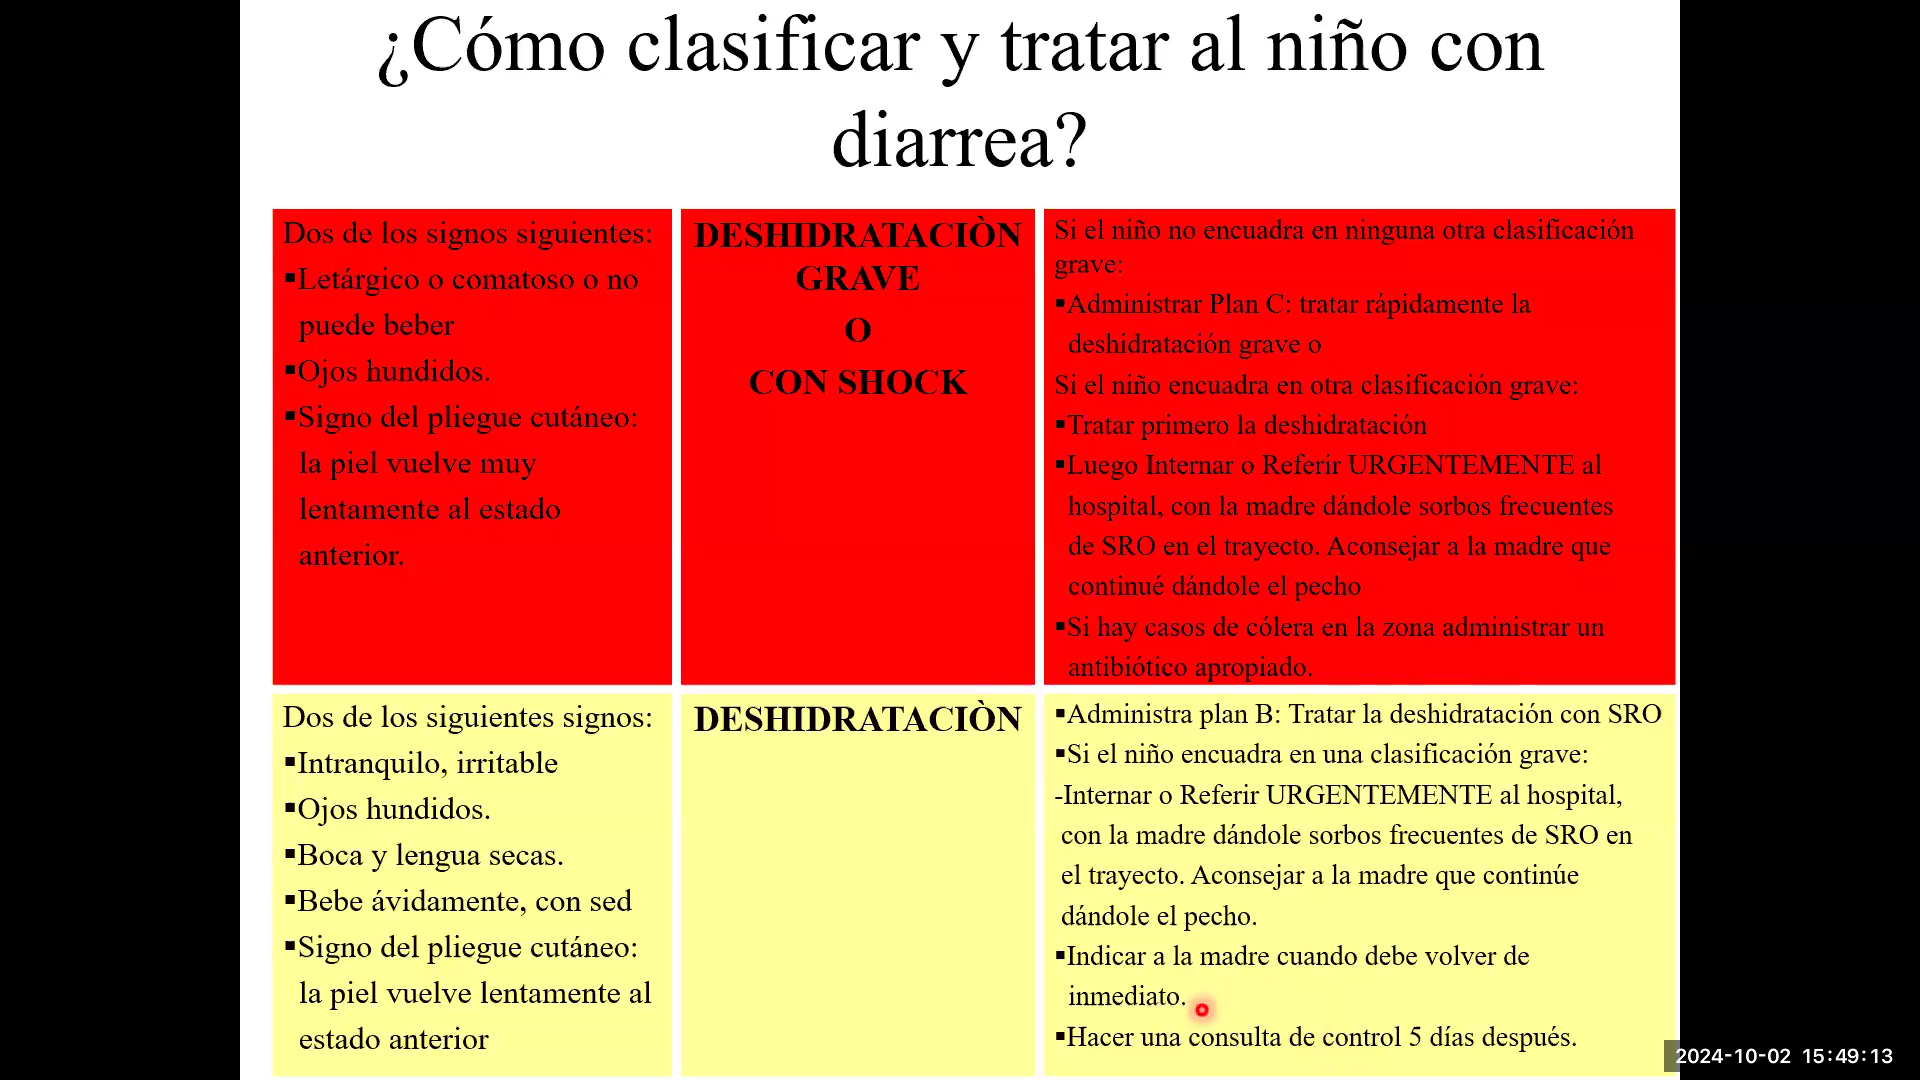 ¿Cómo clasificar y tratar al niño con
diarrea?
Dos de los signos siguientes:
▪Letárgico o comatoso o no
puede beber
▪Ojos hundidos.
▪Signo del pliegue cutáneo:
la piel vuelve muy
lentamente al estado
anterior.
DESHIDRATACIÒN
GRAVE
O
CON SHOCK
Si el niño no encuadra en ninguna otra clasificación
grave:
▪Administrar Plan C: tratar rápidamente la
deshidratación grave o
Si el niño encuadra en otra clasificación grave:
▪Tratar primero la deshidratación
▪Luego Internar o Referir URGENTEMENTE al
hospital, con la madre dándole sorbos frecuentes
de SRO en el trayecto. Aconsejar a la madre que
continué dándole el pecho
▪Si hay casos de cólera en la zona administrar un
antibiótico apropiado.
Dos de los siguientes signos:
▪Intranquilo, irritable
▪Ojos hundidos.
▪Boca y lengua secas.
▪Bebe ávidamente, con sed
▪Signo del pliegue cutáneo:
la piel vuelve lentamente al
estado anterior
DESHIDRATACIÒN
▪Administra plan B: Tratar la deshidratación con SRO
▪Si el niño encuadra en una clasificación grave:
-Internar o Referir URGENTEMENTE al hospital,
con la madre dándole sorbos frecuentes de SRO en
el trayecto. Aconsejar a la madre que continúe
dándole el pecho.
▪Indicar a la madre cuando debe volver de
inmediato.
▪Hacer una consulta de control 5 días después.
2024-10-02 15:49:13